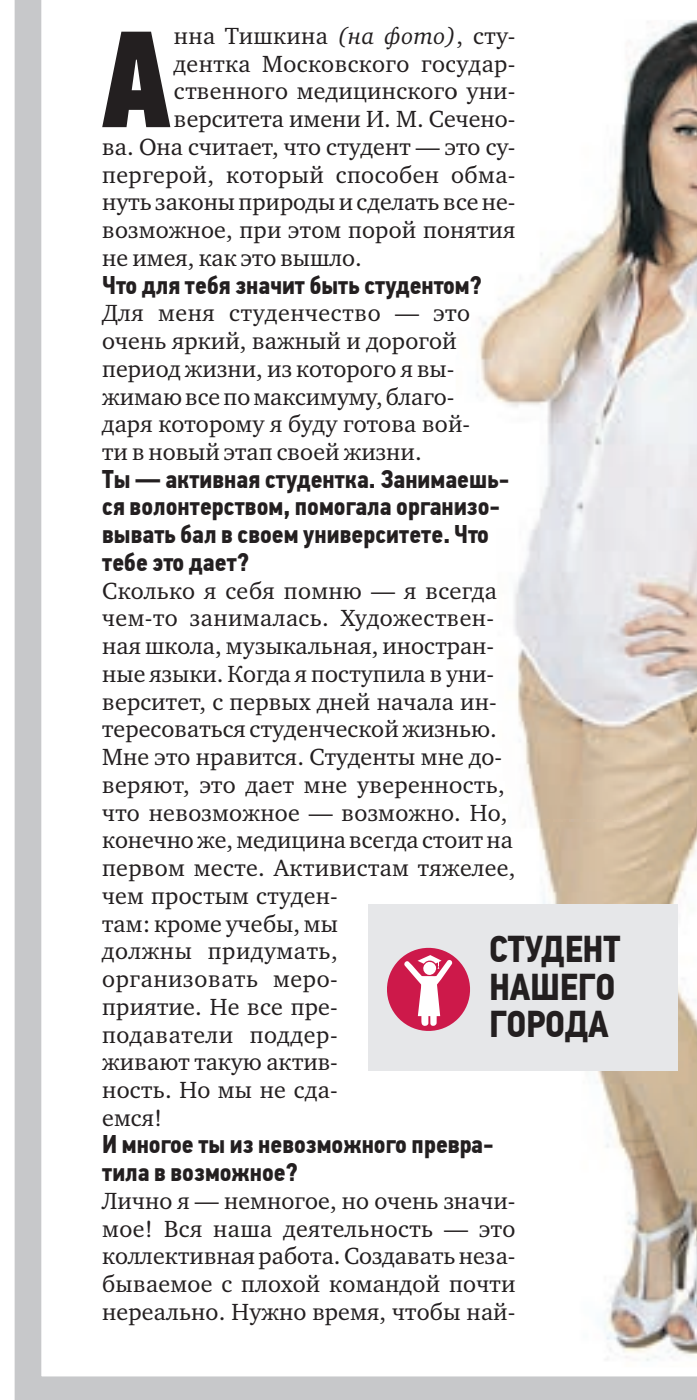 Анна Тишкина (на фото), сту-
дентка Московского государ-
ственного медицинского уни-
верситета имени И. М. Сечено-
ва. Она считает, что студент — это су-
пергерой, который способен обма-
нуть законы природы и сделать все не-
возможное, при этом порой понятия
не имея, как это вышло.
Что для тебя значит быть студентом?
Для меня студенчество — это
очень яркий, важный и дорогой
период жизни, из которого я вы-
жимаю все по максимуму, благо-
даря которому я буду готова вой-
ти в новый этап своей жизни.
Ты — активная студентка. Занимаешь-
ся волонтерством, помогала организо-
вывать бал в своем университете. Что
тебе это дает?
Сколько я себя помню — я всегда
чем-то занималась. Художествен-
ная школа, музыкальная, иностран-
ные языки. Когда я поступила в уни-
верситет, с первых дней начала ин-
тересоваться студенческой жизнью.
Мне это нравится. Студенты мне до-
веряют, это дает мне уверенность,
что невозможное — возможно. Но,
конечно же, медицина всегда стоит на
первом месте. Активистам тяжелее,
чем простым студен-
там: кроме учебы, мы
должны придумать,
организовать меро-
приятие. Не все пре-
подаватели поддер-
живают такую актив-
ность. Но мы не сда-
емся!
И многое ты из невозможного превра-
тила в возможное?
Лично я — немногое, но очень значи-
мое! Вся наша деятельность — это
коллективная работа. Создавать неза-
бываемое с плохой командой почти
нереально. Нужно время, чтобы най-
СТУДЕНТ
НАШЕГО
ГОРОДА